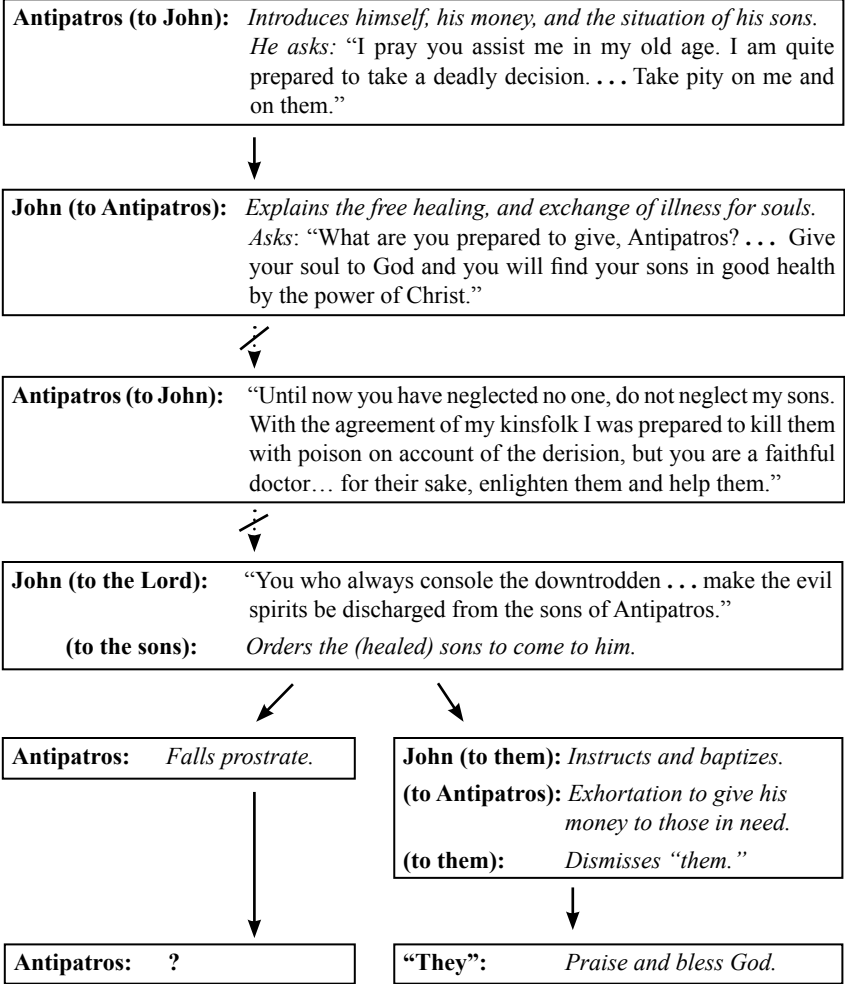 Antipatros (to John): Introduces himself, his money, and the situation of his sons.
He asks: “I pray you assist me in my old age. I am quite
prepared to take a deadly decision. . . . Take pity on me and
on them.”
John (to Antipatros): Explains the free healing, and exchange of illness for souls.
Asks: “What are you prepared to give, Antipatros? . . . Give
your soul to God and you will find your sons in good health
by the power of Christ.”
Antipatros (to John): “Until now you have neglected no one, do not neglect my sons.
With the agreement of my kinsfolk I was prepared to kill them
with poison on account of the derision, but you are a faithful
doctor… for their sake, enlighten them and help them.”
John (to the Lord): “You who always console the downtrodden . . . make the evil
spirits be discharged from the sons of Antipatros.”
(to the sons): Orders the (healed) sons to come to him.
Antipatros: Falls prostrate.
John (to them): Instructs and baptizes.
(to Antipatros): Exhortation to give his
money to those in need.
(to them): Dismisses “them.”
Antipatros: ?
“They”: Praise and bless God.